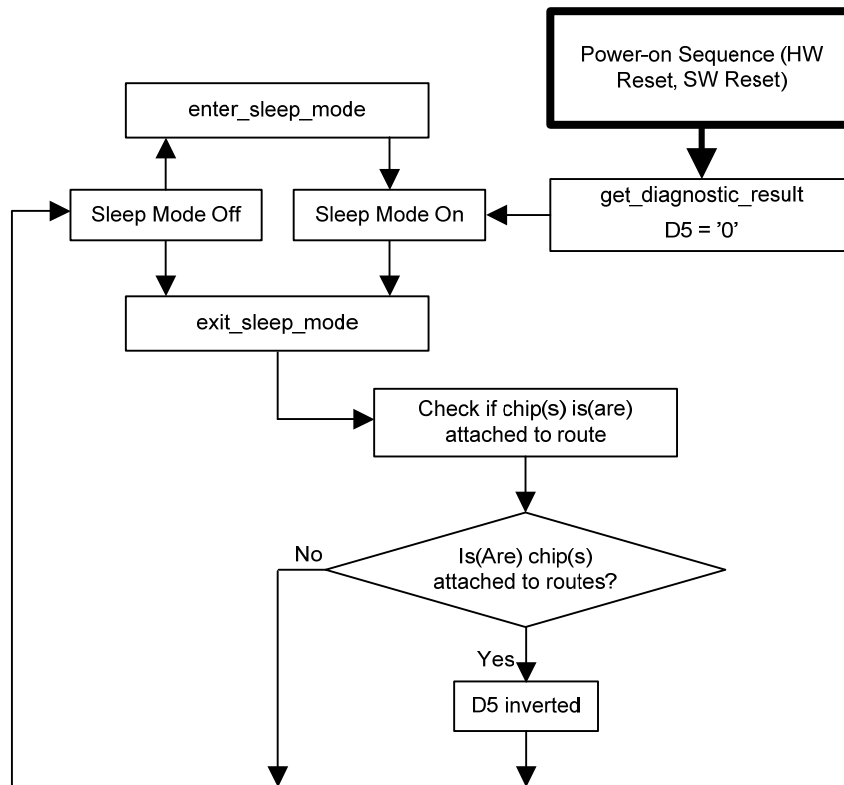 Power-on Sequence (HW
Reset, SW Reset)
enter_sleep_mode
get_diagnostic_result
D5 = '0'
Sleep Mode Off
Sleep Mode On
exit_sleep_mode
Check if chip(s) is(are)
attached to route
Is(Are) chip(s)
attached to routes?
No
Yes
D5 inverted